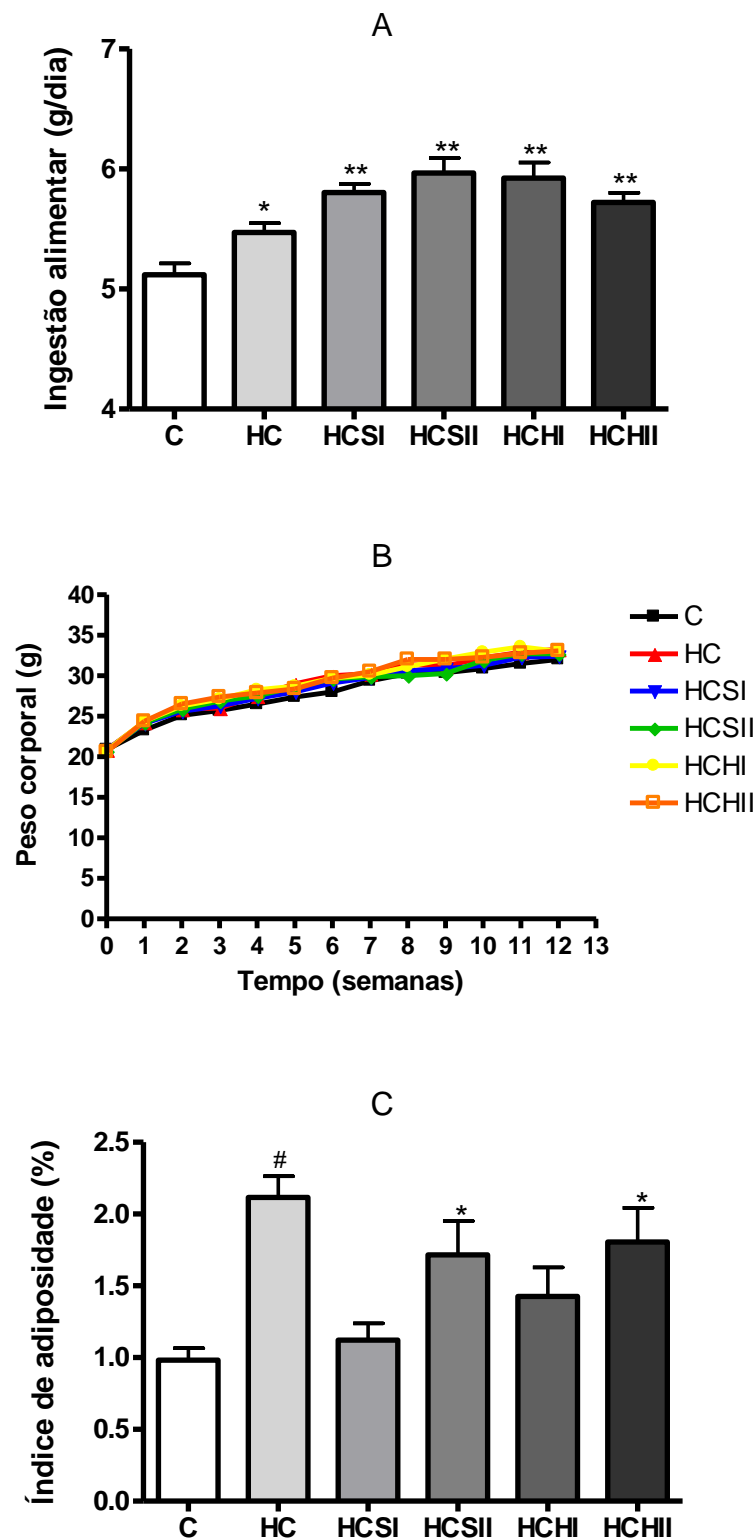 A
Ingestão alimentar (g/dia)
7
6
5
4
*
**
**
**
**
C HC HCSI HCSII HCHI HCHII
B
Peso corporal (g)
40
35
30
25
20
15
10
5
0
0 1 2 3 4 5 6 7 8 9 10 11 12 13
Tempo (semanas)
C
HC
HCSI
HCSII
HCHI
HCHII
C
Índice de adiposidade (%)
2.5
2.0
1.5
1.0
0.5
0.0
#
*
*
C HC HCSI HCSII HCHI HCHII